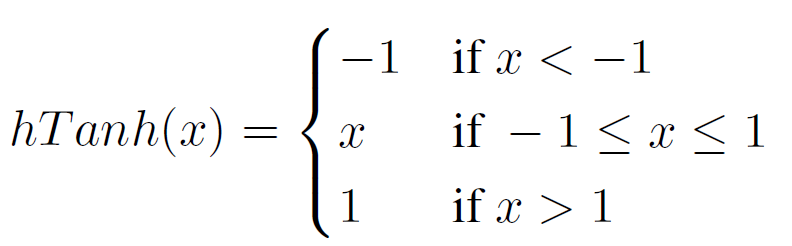 −1 if x < −1
hTanh(x) = { x if − 1 ≤ x ≤ 1
1 if x > 1